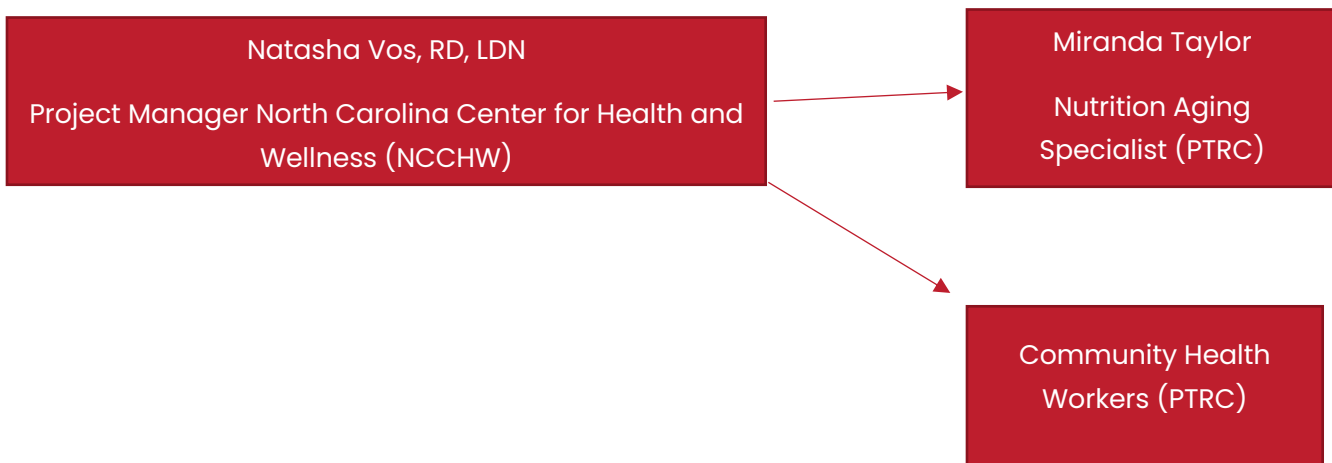 Natasha Vos, RD, LDN
Project Manager North Carolina Center for Health and
Wellness (NCCHW)
Miranda Taylor
Nutrition Aging
Specialist (PTRC)
Community Health
Workers (PTRC)